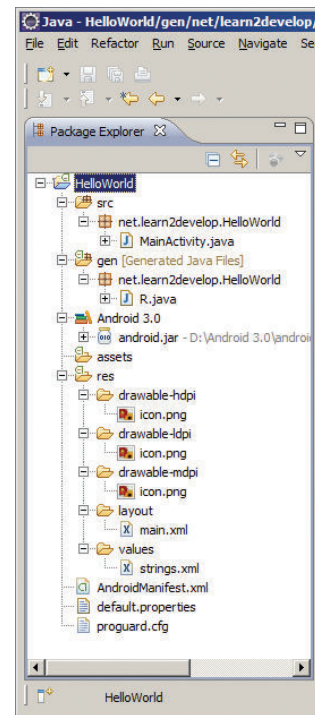 Java - HelloWorld/gen/net/learn2develop/
File Edit Refactor Run Source Navigate Se
Package Explorer
HelloWorld
src
net.learn2develop.HelloWorld
MainActivity.java
gen [Generated Java Files]
net.learn2develop.HelloWorld
R.java
Android 3.0
android.jar - D:\Android 3.0\androi
assets
res
drawable-hdpi
icon.png
drawable-ldpi
icon.png
drawable-mdpi
icon.png
layout
main.xml
values
strings.xml
AndroidManifest.xml
default.properties
proguard.cfg
HelloWorld